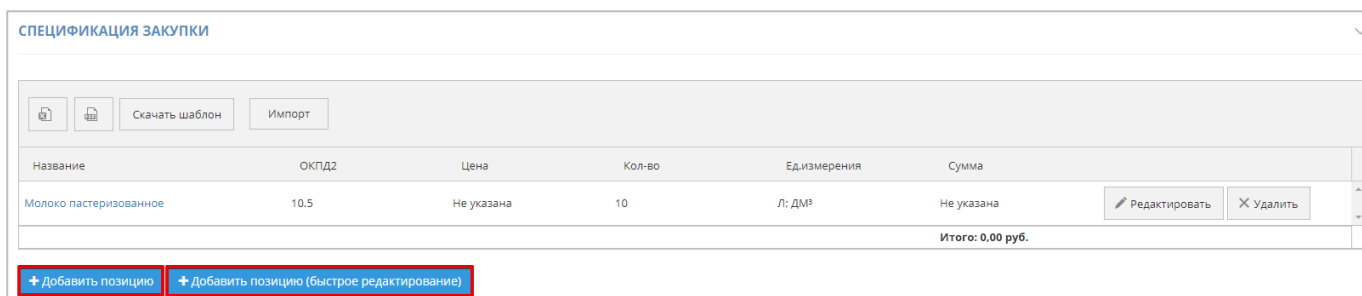 СПЕЦИФИКАЦИЯ ЗАКУПКИ
Скачать шаблон Импорт
Название ОКПД2 Цена Кол-во Ед.измерения Сумма
Молоко пастеризованное 10.5 Не указана 10 Л; ДМ³ Не указана Редактировать Удалить
Итого: 0,00 руб.
+ Добавить позицию + Добавить позицию (быстрое редактирование)